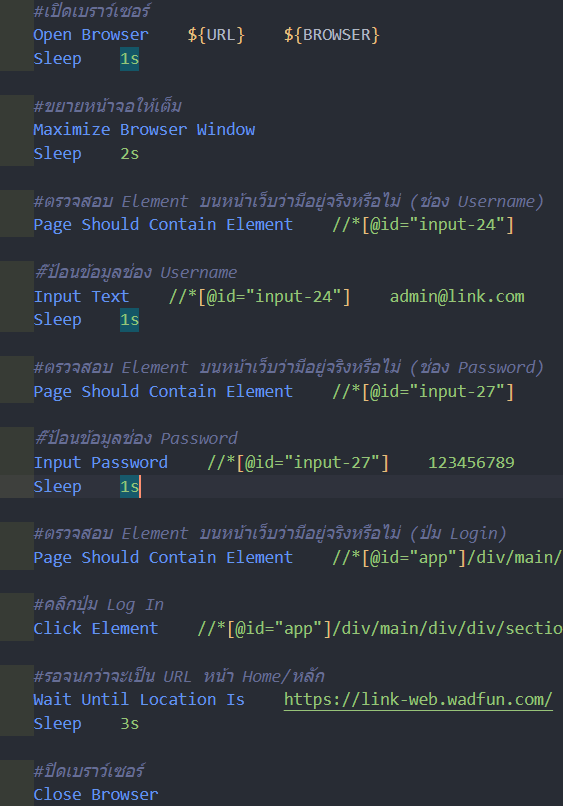 #เปิดเบราว์เซอร์
Open Browser    ${URL}    ${BROWSER}
Sleep    1s
#ขยายหน้าจอให้เต็ม
Maximize Browser Window
Sleep    2s
#ตรวจสอบ Element บนหน้าเว็บว่ามีอยู่จริงหรือไม่ (ช่อง Username)
Page Should Contain Element    //*[@id="input-24"]
#ป้อนข้อมูลช่อง Username
Input Text    //*[@id="input-24"]    admin@link.com
Sleep    1s
#ตรวจสอบ Element บนหน้าเว็บว่ามีอยู่จริงหรือไม่ (ช่อง Password)
Page Should Contain Element    //*[@id="input-27"]
#ป้อนข้อมูลช่อง Password
Input Password    //*[@id="input-27"]    123456789
Sleep    1s
#ตรวจสอบ Element บนหน้าเว็บว่ามีอยู่จริงหรือไม่ (ปุ่ม Login)
Page Should Contain Element    //*[@id="app"]/div/main/
#คลิกปุ่ม Log In
Click Element    //*[@id="app"]/div/main/div/div/sectio
#รอจนกว่าจะเป็น URL หน้า Home/หลัก
Wait Until Location Is    https://link-web.wadfun.com/
Sleep    3s
#ปิดเบราว์เซอร์
Close Browser